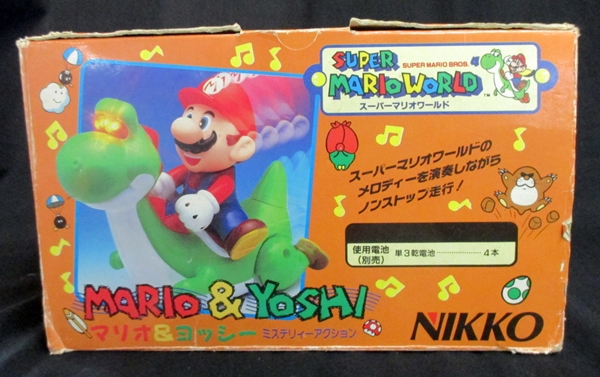 SUPER MARIO BROS.
SUPER
MARIO WORLD
TM
スーパーマリオワールド
スーパーマリオワールドの
メロディーを演奏しながら
ノンストップ走行!
使用電池
(別売)
単3乾電池………………4本
MARIO & YOSHI
マリオ&ヨッシー ミステリーアクション
NIKKO
M